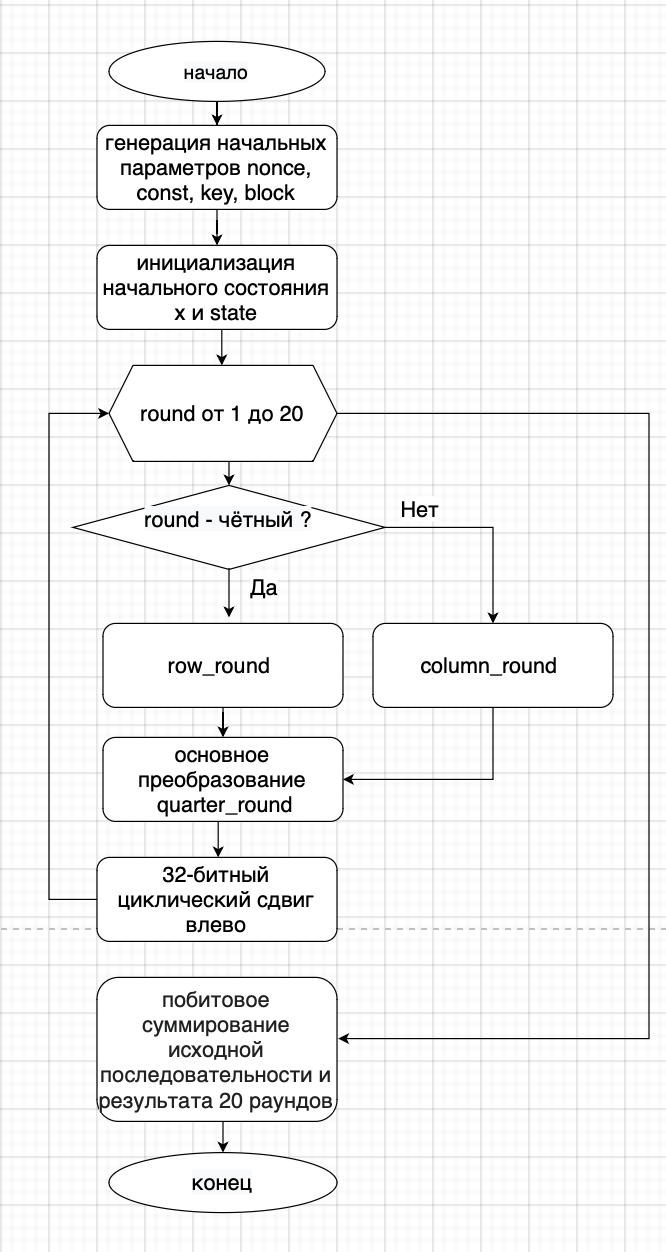 начало
генерация начальных
параметров nonce,
const, key, block
инициализация
начального состояния
x и state
round от 1 до 20
round - чётный ?
Нет
Да
row_round
column_round
основное
преобразование
quarter_round
32-битный
циклический сдвиг
влево
побитовое
суммирование
исходной
последовательности и
результата 20 раундов
конец